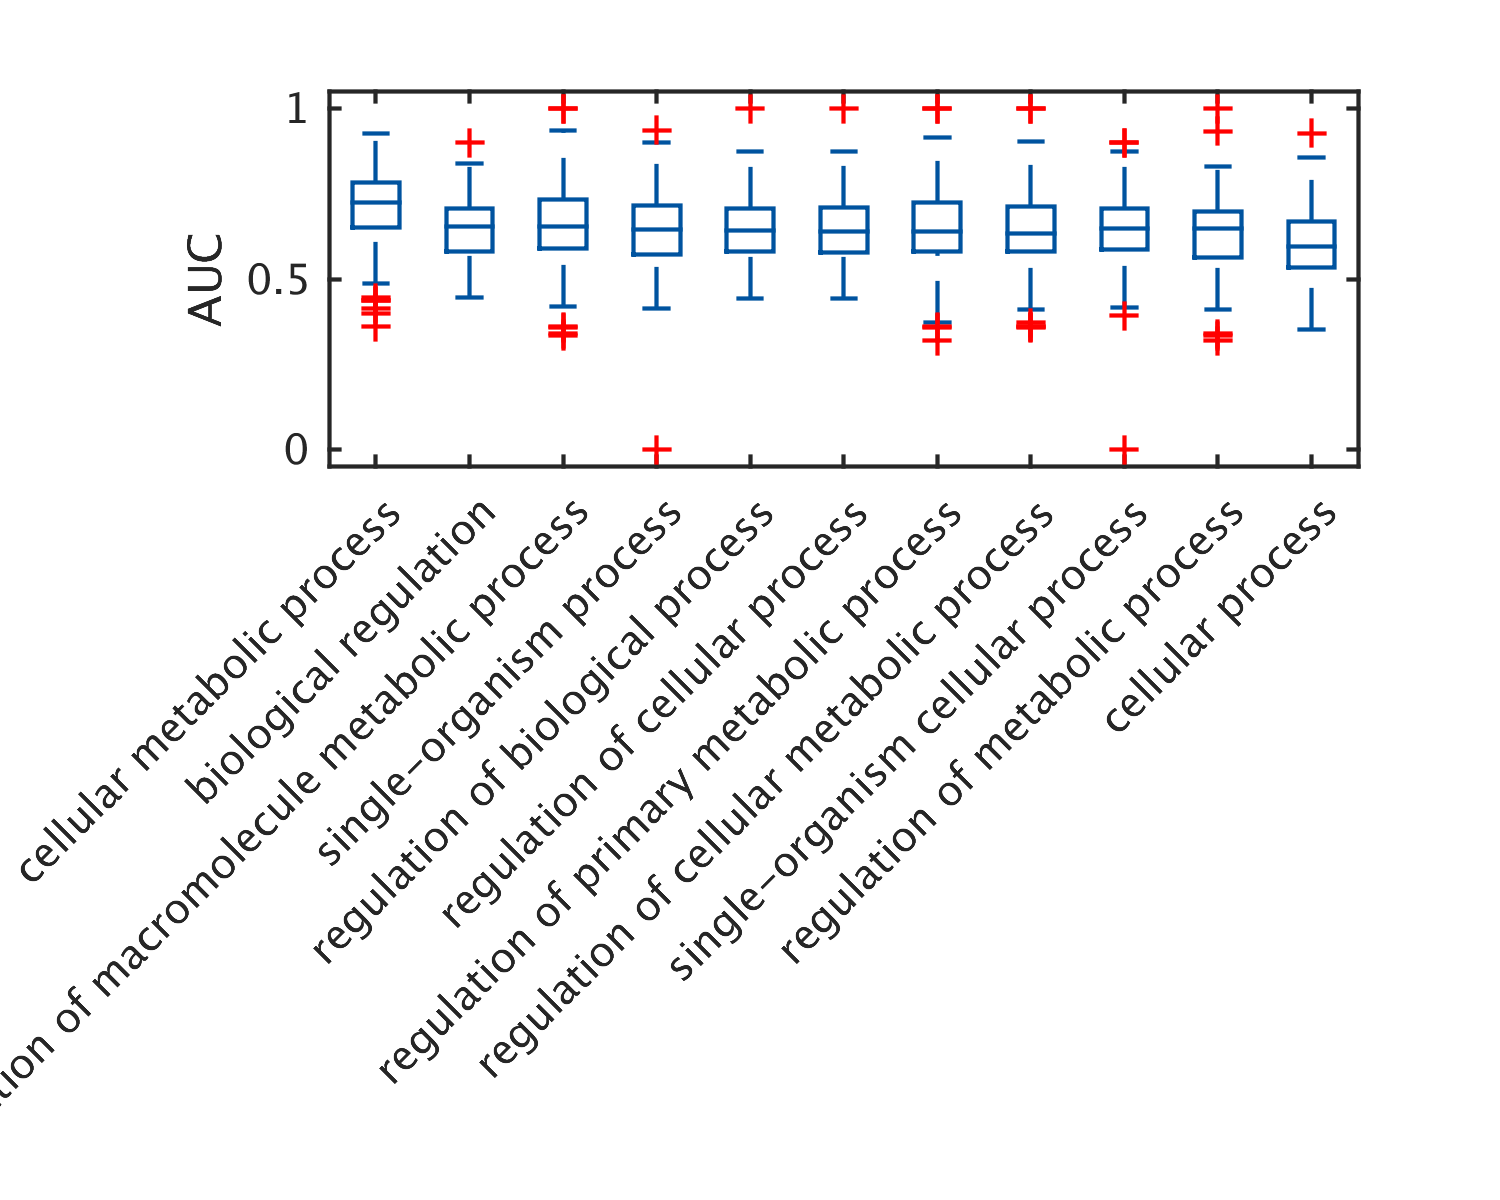 1
0.5
0
AUC
cellular metabolic process
biological regulation
of macromolecule metabolic process
single–organism process
regulation of biological process
regulation of cellular process
regulation of primary metabolic process
regulation of cellular metabolic process
single–organism cellular process
regulation of metabolic process
cellular process